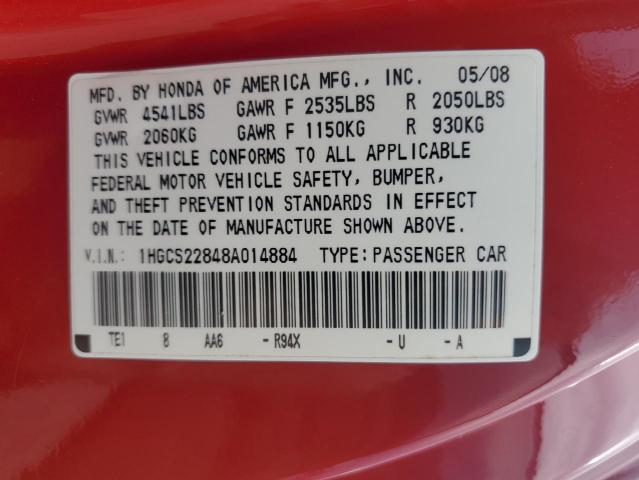 MFD. BY HONDA OF AMERICA MFG., INC. 05/08
GVWR 4541LBS GAWR F 2535LBS R 2050LBS
GVWR 2060KG GAWR F 1150KG R 930KG
THIS VEHICLE CONFORMS TO ALL APPLICABLE
FEDERAL MOTOR VEHICLE SAFETY, BUMPER,
AND THEFT PREVENTION STANDARDS IN EFFECT
ON THE DATE OF MANUFACTURE SHOWN ABOVE.
V.I.N.: 1HGCS22848A014884 TYPE: PASSENGER CAR
TE1 8 AA6 -R94X -U -A